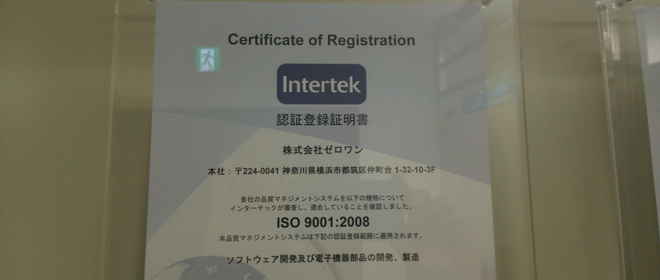 Certificate of Registration
Intertek
認証登録証明書
株式会社ゼロワン
本社：〒224-0041 神奈川県横浜市都筑区仲町台 1-32-10-3F
貴社の品質マネジメントシステムを以下の規格について
インターテックが審査し、適合していることを確認しました。
ISO 9001:2008
本品質マネジメントシステムは下記の認証登録範囲に適用されます。
ソフトウェア開発及び電子機器部品の開発、製造